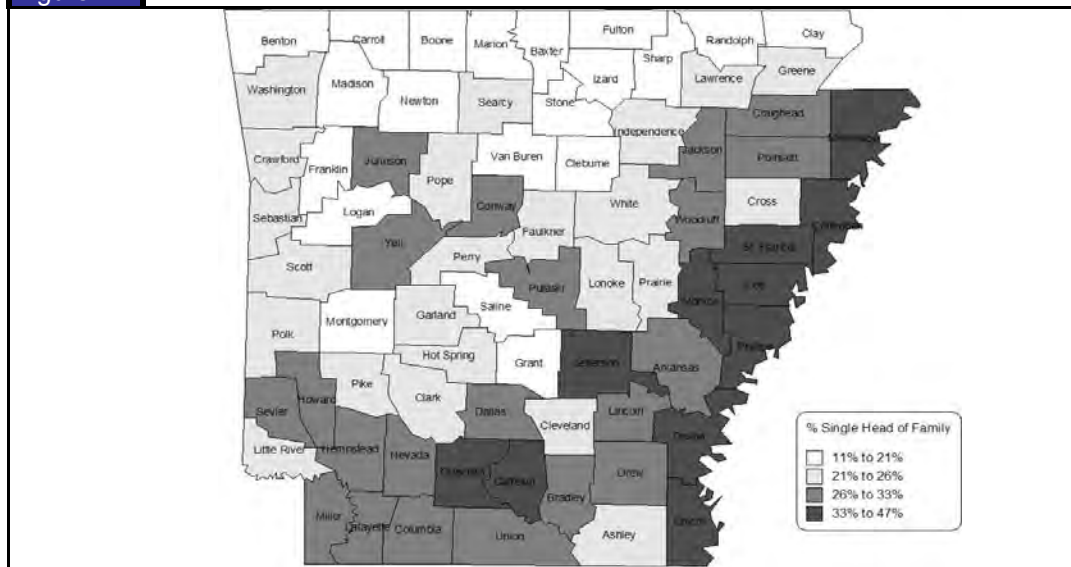 Benton
Carroll
Boone
Marion
Baxter
Fulton
Randolph
Clay
Sharp
Izard
Lawrence
Greene
Washington
Madison
Newton
Searcy
Stone
Independence
Craighead
Jackson
Poinsett
Crawford
Franklin
Johnson
Pope
Van Buren
Cleburne
White
Woodruff
Cross
Crittenden
Sebastian
Logan
Conway
Faulkner
St. Francis
Yell
Perry
Scott
Pulaski
Lonoke
Prairie
Lee
Monroe
Polk
Montgomery
Garland
Saline
Phillips
Hot Spring
Grant
Jefferson
Arkansas
Howard
Pike
Clark
Dallas
Lincoln
Sevier
Cleveland
Desha
Little River
Hempstead
Nevada
Ouachita
Calhoun
Drew
Bradley
Miller
Lafayette
Columbia
Union
Ashley
Chicot
% Single Head of Family
11% to 21%
21% to 26%
26% to 33%
33% to 47%